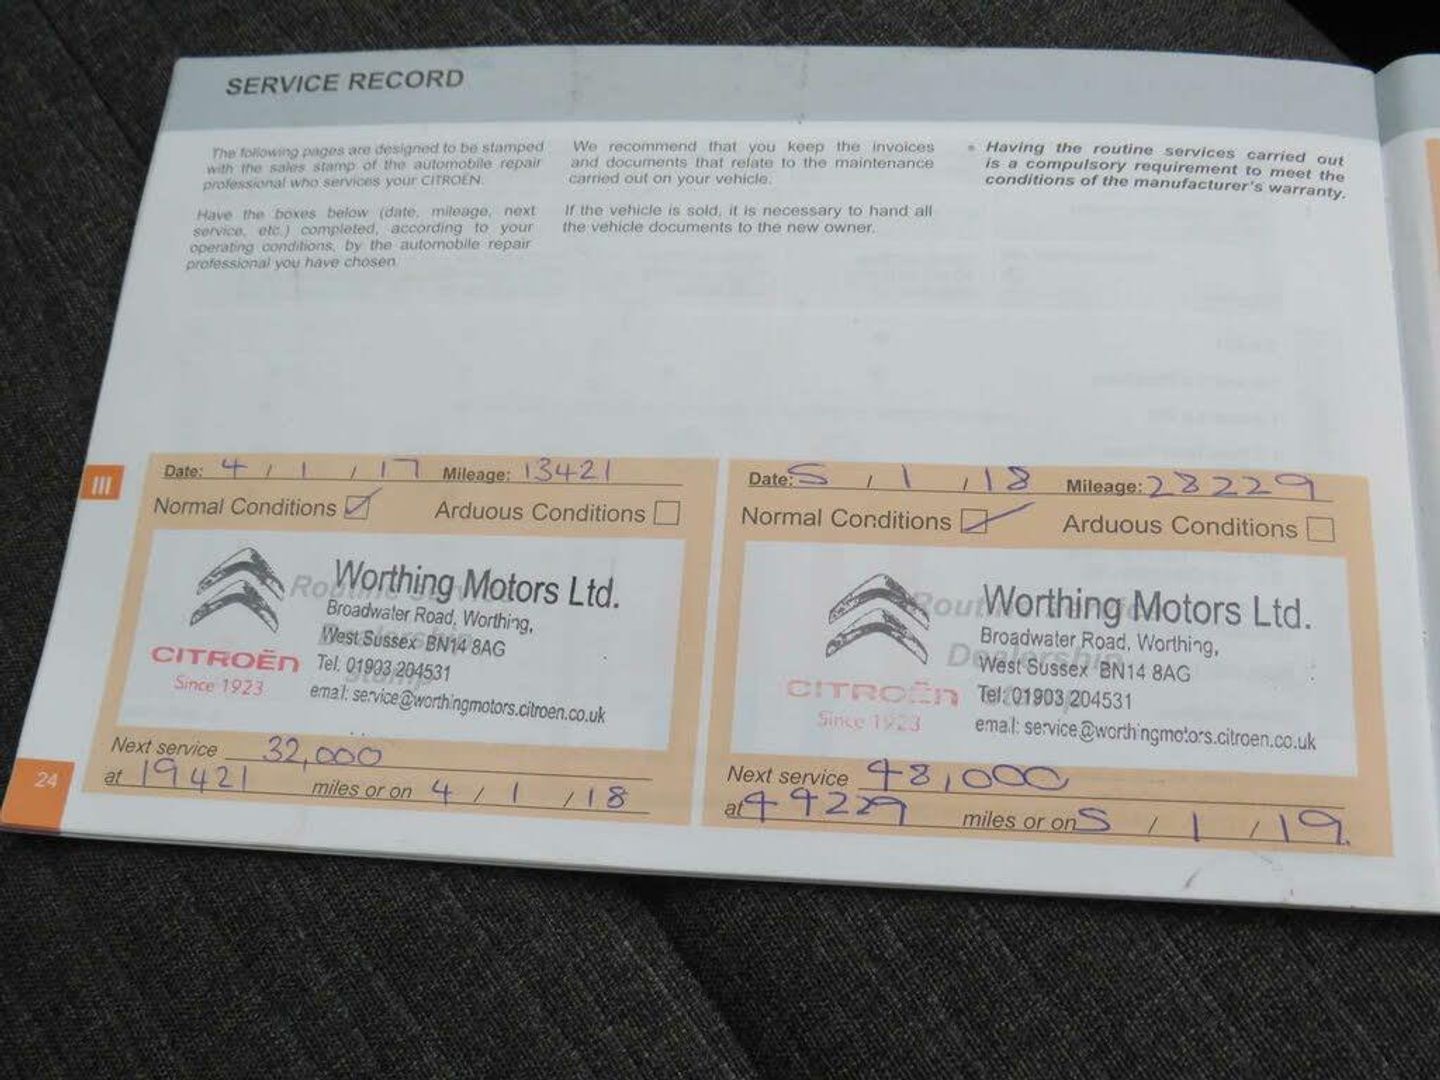 SERVICE RECORD
The following pages are designed to be stamped
with the sales stamp of the automobile repair
professional who services your CITROËN.
Have the boxes below (date, mileage, next
service, etc.) completed, according to your
operating conditions, by the automobile repair
professional you have chosen
We recommend that you keep the invoices
and documents that relate to the maintenance
carried out on your vehicle.
If the vehicle is sold, it is necessary to hand all
the vehicle documents to the new owner.
Having the routine services carried out
is a compulsory requirement to meet the
conditions of the manufacturer's warranty.
III
Date: 4 / 1 / 17 Mileage: 13421
Normal Conditions Arduous Conditions
Worthing Motors Ltd.
Broadwater Road, Worthing,
West Sussex BN14 8AG
Tel: 01903 204531
email: service@worthingmotors.citroen.co.uk
CITROËN
Since 1923
Next service 32,000
at 19421 miles or on 4 / 1 / 18
Date: 5 / 1 / 18 Mileage: 28229
Normal Conditions Arduous Conditions
Worthing Motors Ltd.
Broadwater Road, Worthing,
West Sussex BN14 8AG
Tel: 01903 204531
email: service@worthingmotors.citroen.co.uk
CITROËN
Since 1923
Next service 48,000
at 44229 miles or on 5 / 1 / 19.
24